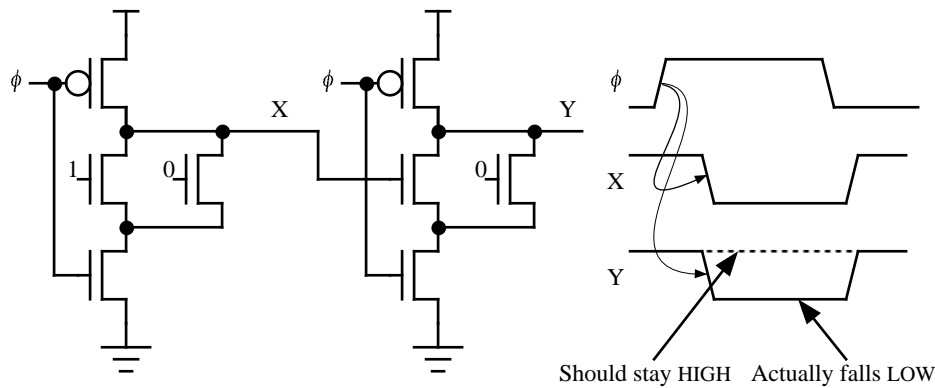 ϕ
ϕ
X
Y
1
0
0
ϕ
X
Y
Should stay HIGH
Actually falls LOW